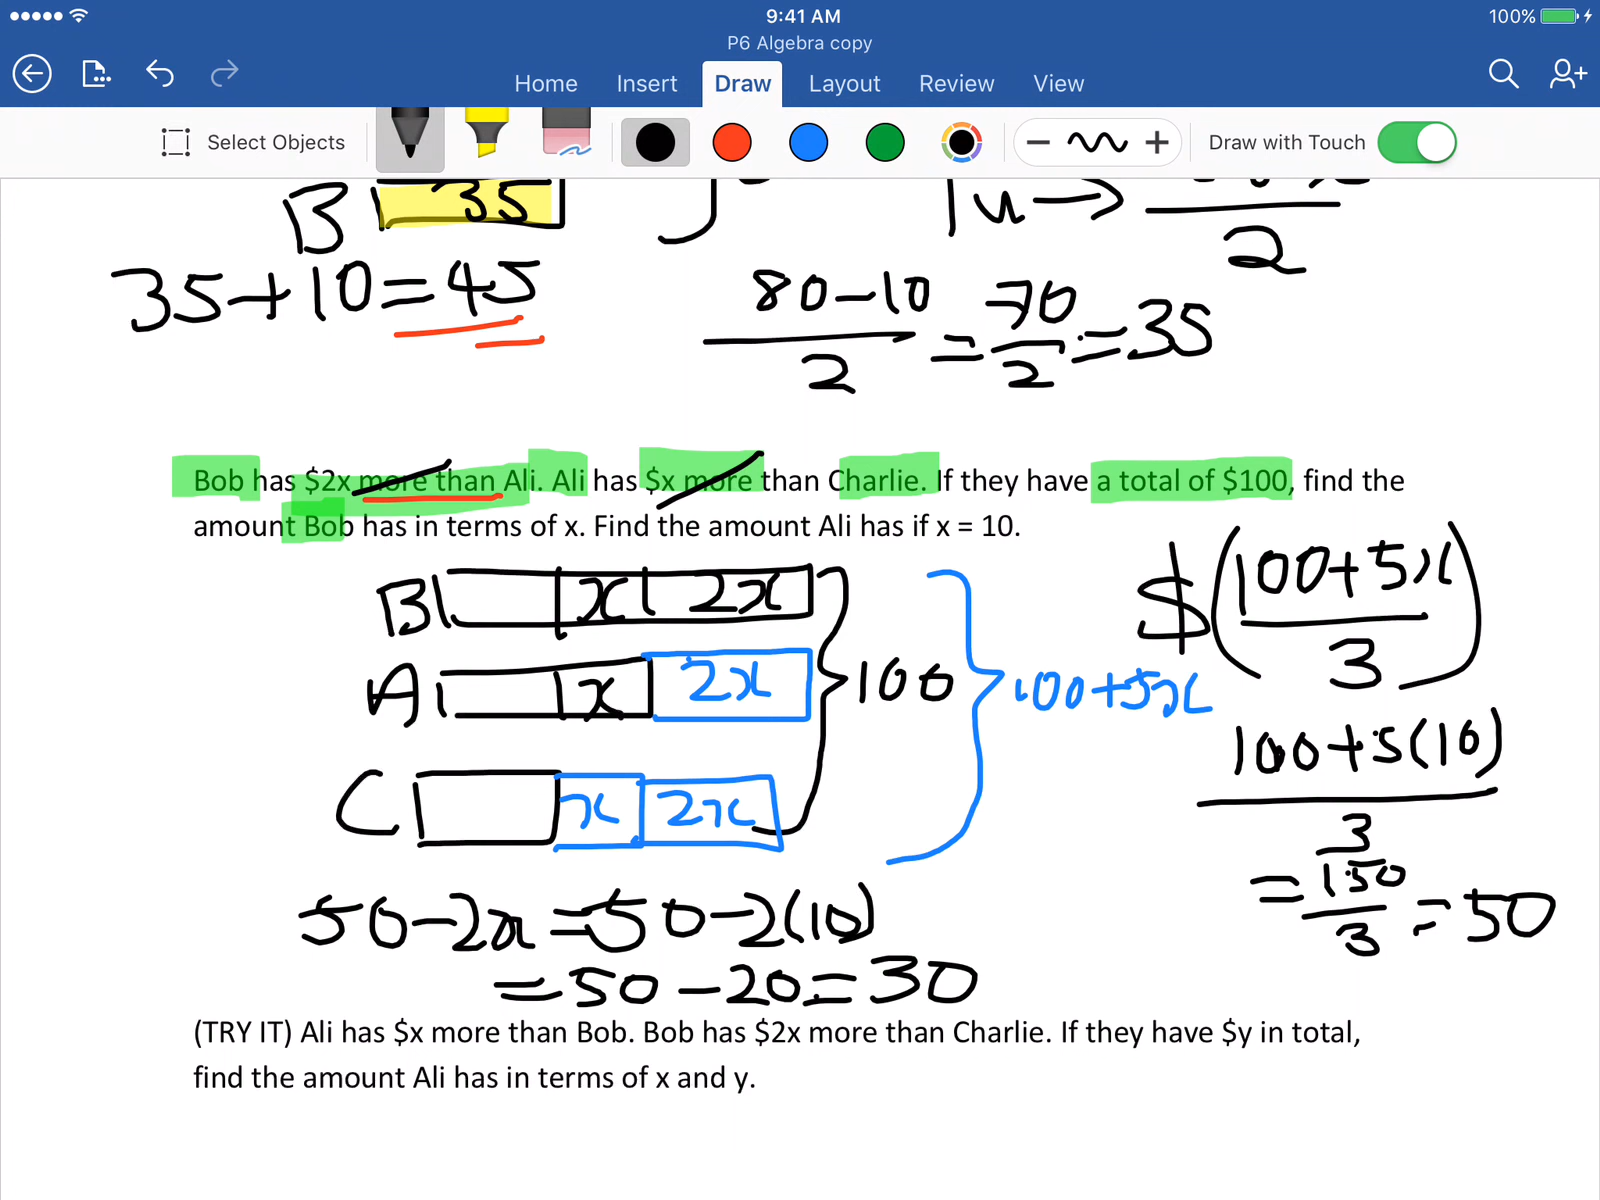 9:41 AM
100%
P6 Algebra copy
Home Insert Draw Layout Review View
Select Objects
Draw with Touch
B 35
1u → 
2
35+10=45
80-10
2
=
70
2
=35
Bob has $2x more than Ali. Ali has $x more than Charlie. If they have a total of $100, find the
amount Bob has in terms of x. Find the amount Ali has if x = 10.
B x 2x
A x 2x
C x 2x
100
100+5x
$(100+5x)
3
100+5(10)
3
=150
3
=50
50-2x=50-2(10)
=50-20=30
(TRY IT) Ali has $x more than Bob. Bob has $2x more than Charlie. If they have $y in total,
find the amount Ali has in terms of x and y.